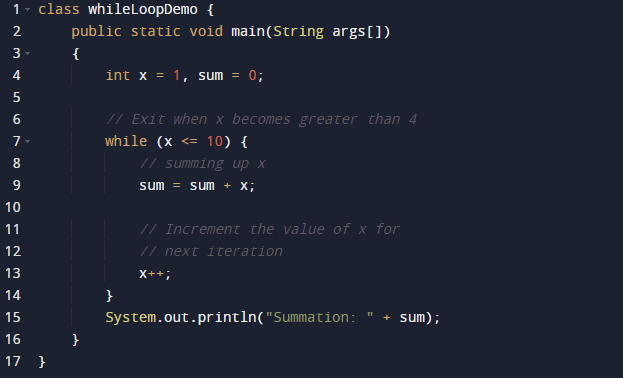 1 class whileLoopDemo {
2     public static void main(String args[])
3     {
4         int x = 1, sum = 0;
5
6         // Exit when x becomes greater than 4
7         while (x <= 10) {
8             // summing up x
9             sum = sum + x;
10
11             // Increment the value of x for
12             // next iteration
13             x++;
14         }
15         System.out.println("Summation: " + sum);
16     }
17 }